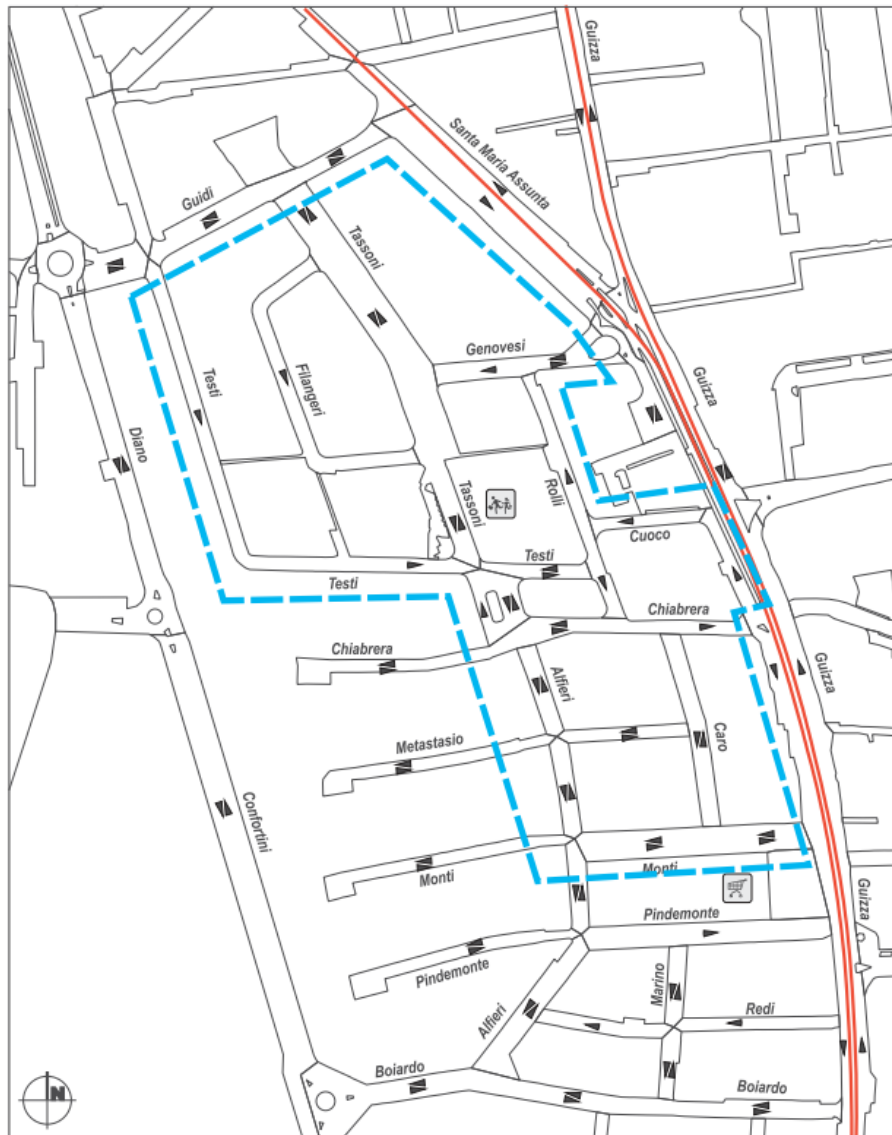 Guizza
Santa Maria Assunta
Guidi
Tassoni
Genovesi
Guizza
Testi
Filangeri
Diano
Tassoni
Rolli
Cuoco
Testi
Testi
Chiabrera
Chiabrera
Alfieri
Guizza
Metastasio
Caro
Confortini
Monti
Monti
Guizza
Pindemonte
Pindemonte
Marino
Alfieri
Redi
Boiardo
Boiardo
N